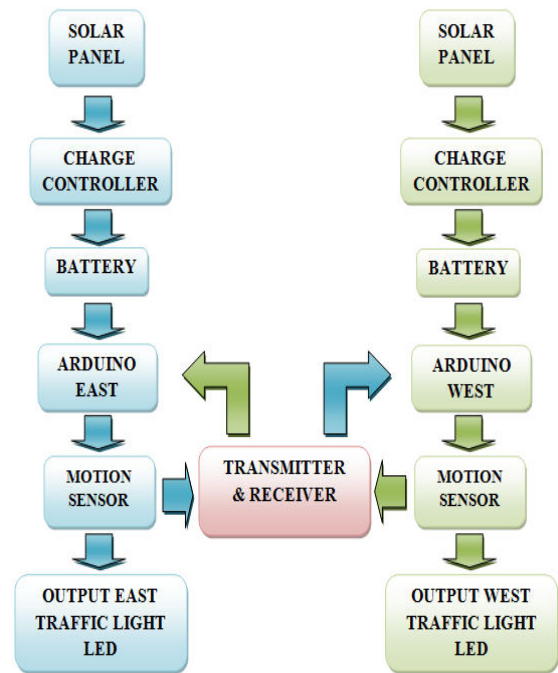 SOLAR
PANEL
CHARGE
CONTROLLER
BATTERY
ARDUINO
EAST
MOTION
SENSOR
OUTPUT EAST
TRAFFIC LIGHT
LED
TRANSMITTER
& RECEIVER
SOLAR
PANEL
CHARGE
CONTROLLER
BATTERY
ARDUINO
WEST
MOTION
SENSOR
OUTPUT WEST
TRAFFIC LIGHT
LED